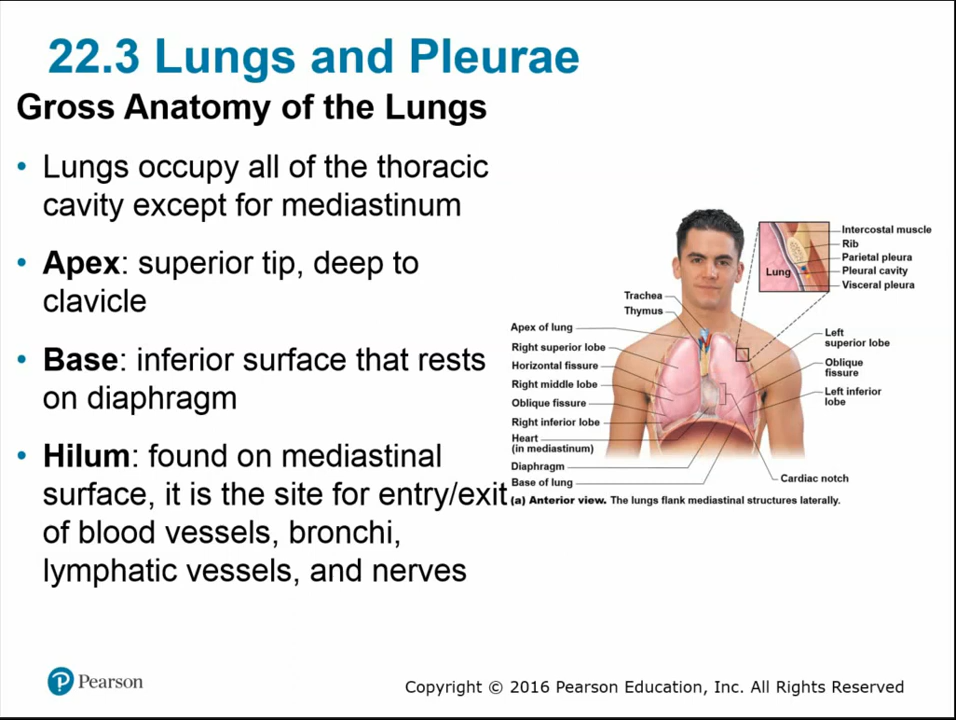 22.3 Lungs and Pleurae
Gross Anatomy of the Lungs
• Lungs occupy all of the thoracic
cavity except for mediastinum
• Apex: superior tip, deep to
clavicle
• Base: inferior surface that rests
on diaphragm
• Hilum: found on mediastinal
surface, it is the site for entry/exit
of blood vessels, bronchi,
lymphatic vessels, and nerves
Intercostal muscle
Rib
Parietal pleura
Pleural cavity
Visceral pleura
Lung
Trachea
Thymus
Apex of lung
Right superior lobe
Horizontal fissure
Right middle lobe
Oblique fissure
Right inferior lobe
Heart
(in mediastinum)
Diaphragm
Base of lung
Left
superior lobe
Oblique
fissure
Left inferior
lobe
Cardiac notch
(a) Anterior view. The lungs flank mediastinal structures laterally.
P Pearson
Copyright © 2016 Pearson Education, Inc. All Rights Reserved